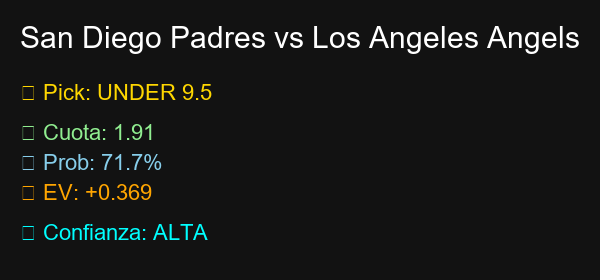 San Diego Padres vs Los Angeles Angels
Pick: UNDER 9.5
Cuota: 1.91
Prob: 71.7%
EV: +0.369
Confianza: ALTA